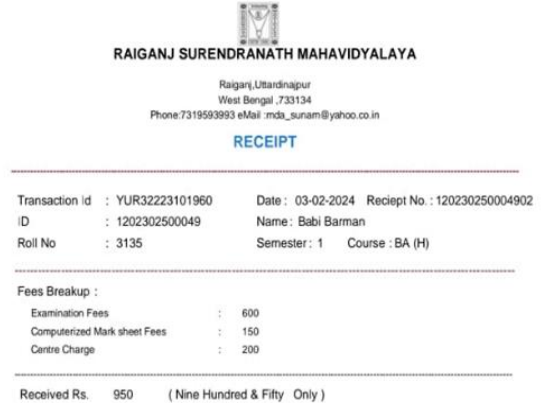 RAIGANJ SURENDRANATH MAHAVIDYALAYA
Raiganj,Uttardinajpur
West Bengal ,733134
Phone:7319593993 eMail :mda_sunam@yahoo.co.in
RECEIPT
Transaction Id : YUR32223101960 Date : 03-02-2024 Reciept No. : 120230250004902
ID : 1202302500049 Name : Babi Barman
Roll No : 3135 Semester : 1 Course : BA (H)
Fees Breakup :
Examination Fees : 600
Computerized Mark sheet Fees : 150
Centre Charge : 200
Received Rs. 950 ( Nine Hundred & Fifty Only )